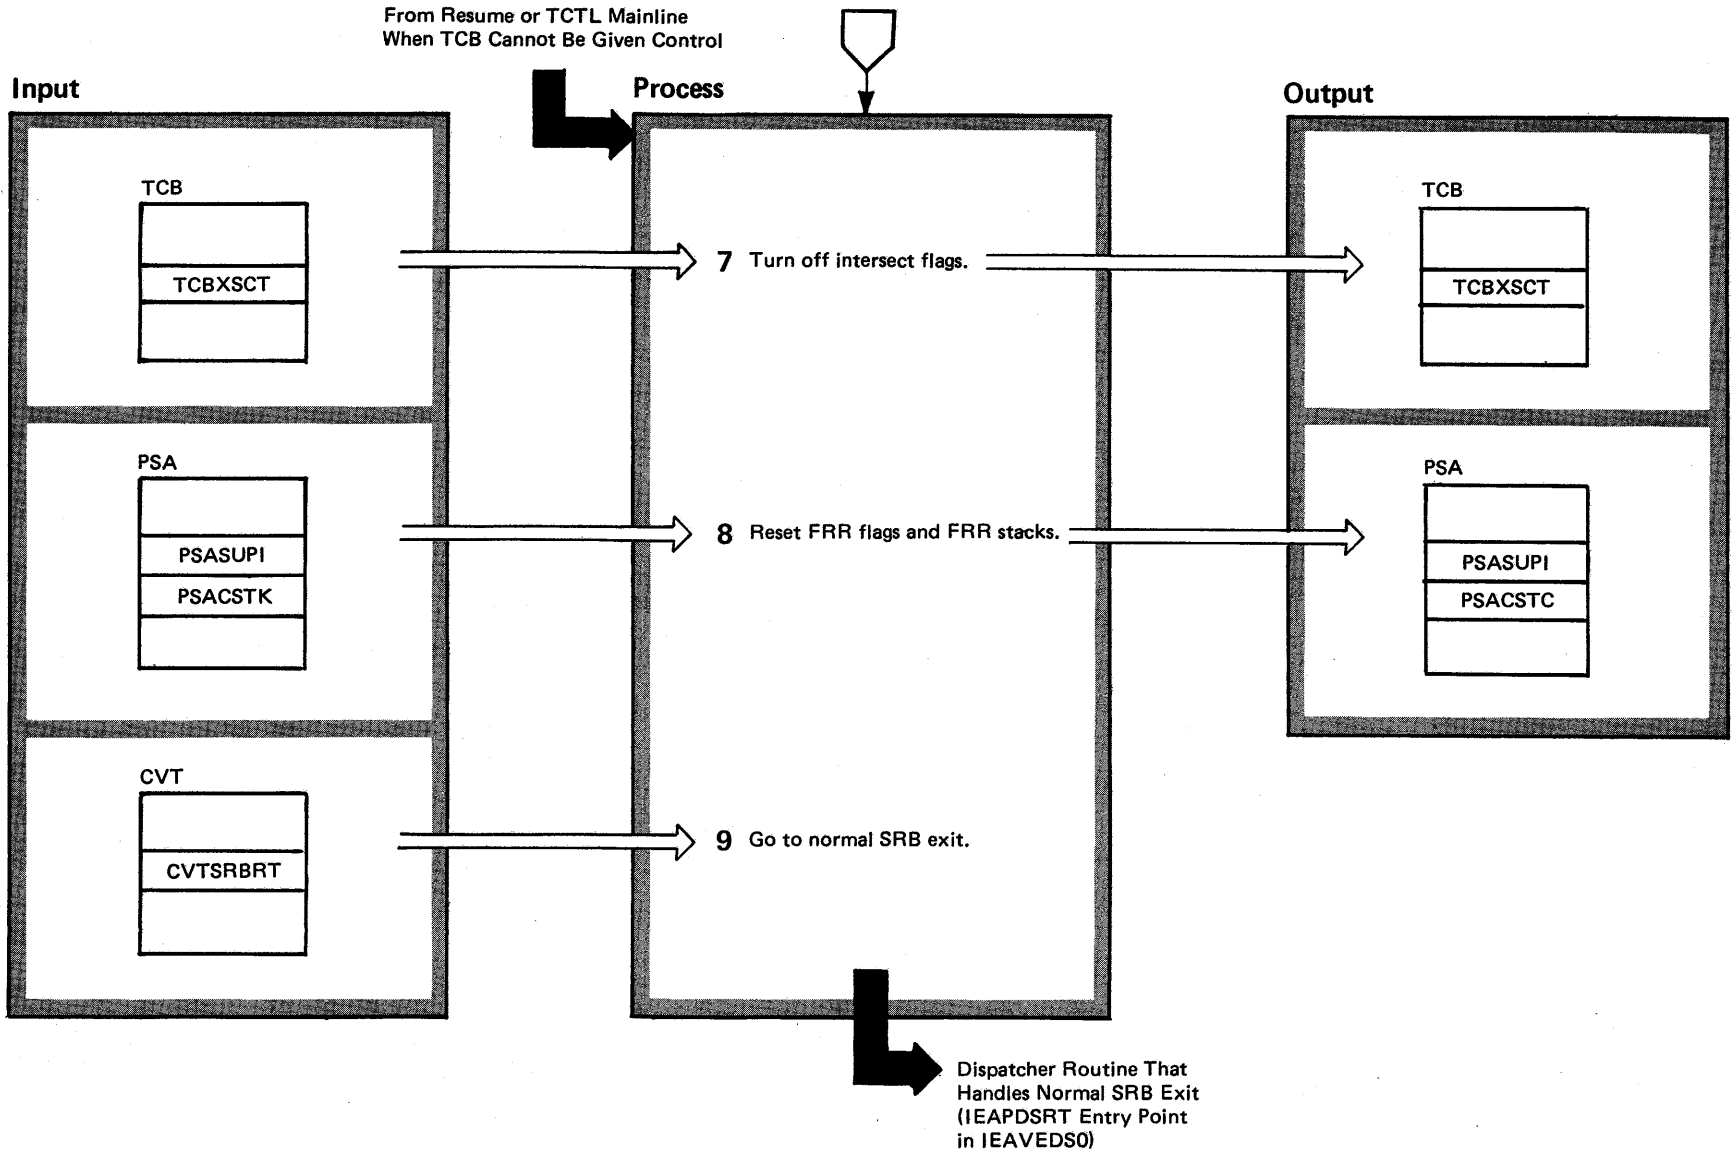 From Resume or TCTL Mainline
When TCB Cannot Be Given Control
Input
Process
Output
TCB
TCBXSCT
7 Turn off intersect flags.
TCB
TCBXSCT
PSA
PSASUPI
PSACSTK
8 Reset FRR flags and FRR stacks.
PSA
PSASUPI
PSACSTC
CVT
CVTSRBRT
9 Go to normal SRB exit.
Dispatcher Routine That
Handles Normal SRB Exit
(IEAPDSRT Entry Point
in IEAVEDS0)